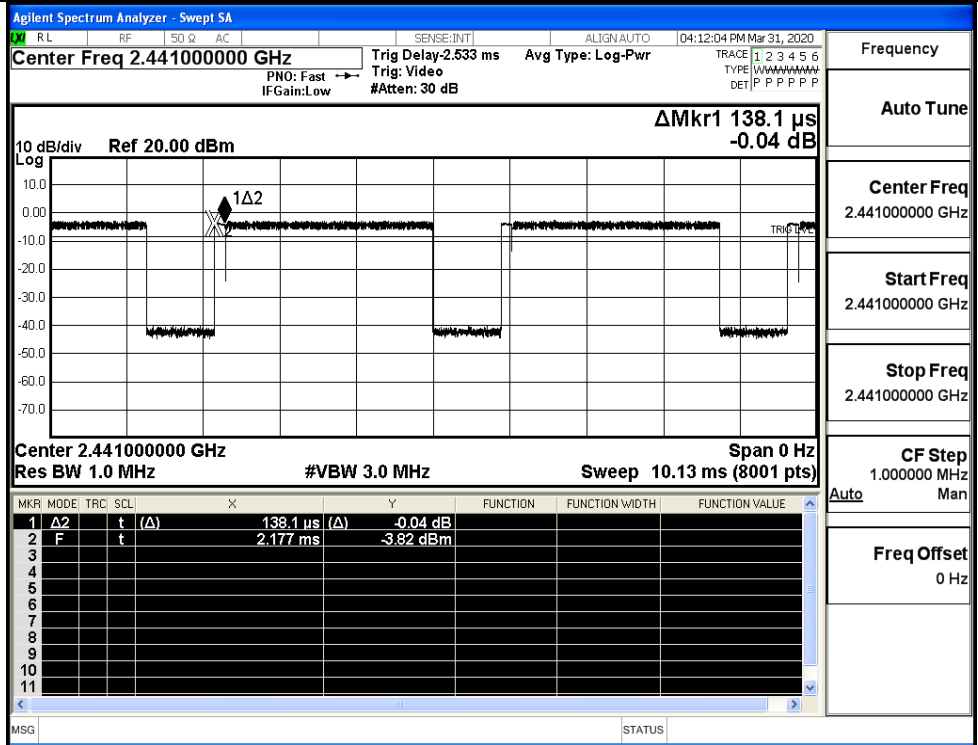 Agilent Spectrum Analyzer - Swept SA
LXI RL RF 50 Ω AC SENSE:INT ALIGN AUTO 04:12:04 PM Mar 31, 2020
Center Freq 2.441000000 GHz
PNO: Fast
IFGain:Low
Trig Delay-2.533 ms
Trig: Video
#Atten: 30 dB
Avg Type: Log-Pwr
TRACE 1 2 3 4 5 6
TYPE WWWWWW
DET P P P P P P
ΔMkr1 138.1 µs
-0.04 dB
10 dB/div Ref 20.00 dBm
Log
10.0
0.00
-10.0
-20.0
-30.0
-40.0
-50.0
-60.0
-70.0
1Δ2
2
TRIG LVL
Center 2.441000000 GHz Span 0 Hz
Res BW 1.0 MHz #VBW 3.0 MHz Sweep 10.13 ms (8001 pts)
MKR MODE TRC SCL X Y FUNCTION FUNCTION WIDTH FUNCTION VALUE
1 Δ2 t (Δ) 138.1 µs (Δ) -0.04 dB
2 F t 2.177 ms -3.82 dBm
3
4
5
6
7
8
9
10
11
MSG STATUS
Frequency
Auto Tune
Center Freq
2.441000000 GHz
Start Freq
2.441000000 GHz
Stop Freq
2.441000000 GHz
CF Step
1.000000 MHz
Auto Man
Freq Offset
0 Hz